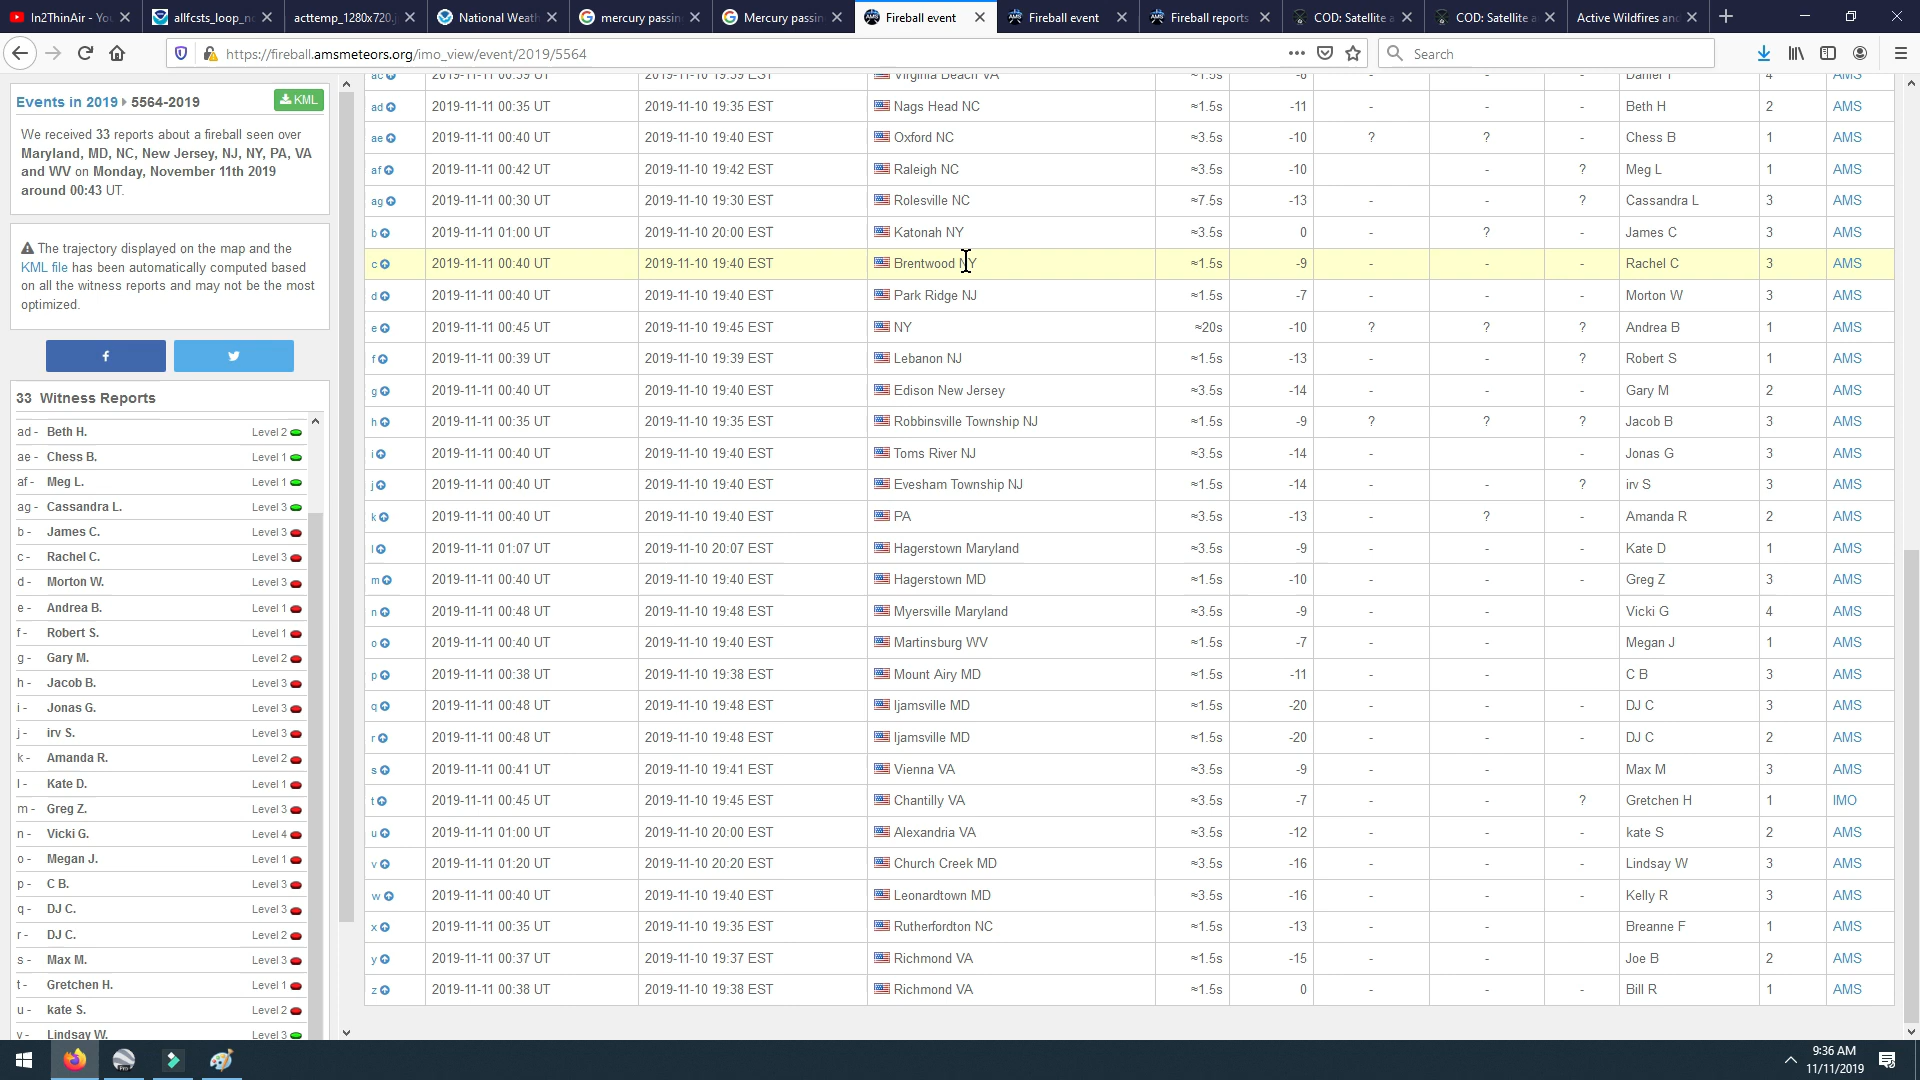 In2ThinAir - Yo
allfcsts_loop_n
acttemp_1280x720.j
National Weath
mercury passin
Mercury passin
Fireball event
Fireball event
Fireball reports
COD: Satellite a
COD: Satellite a
Active Wildfires and
https://fireball.amsmeteors.org/imo_view/event/2019/5564
Search
Events in 2019 5564-2019
KML
We received 33 reports about a fireball seen over
Maryland, MD, NC, New Jersey, NJ, NY, PA, VA
and WV on Monday, November 11th 2019
around 00:43 UT.
The trajectory displayed on the map and the
KML file has been automatically computed based
on all the witness reports and may not be the most
optimized.
33 Witness Reports
ad - Beth H. Level 2
ae - Chess B. Level 1
af - Meg L. Level 1
ag - Cassandra L. Level 3
b - James C. Level 3
c - Rachel C. Level 3
d - Morton W. Level 3
e - Andrea B. Level 1
f - Robert S. Level 1
g - Gary M. Level 2
h - Jacob B. Level 3
i - Jonas G. Level 3
j - irv S. Level 3
k - Amanda R. Level 2
l - Kate D. Level 1
m - Greg Z. Level 3
n - Vicki G. Level 4
o - Megan J. Level 1
p - C B. Level 3
q - DJ C. Level 3
r - DJ C. Level 2
s - Max M. Level 3
t - Gretchen H. Level 1
u - kate S. Level 2
v - Lindsay W. Level 3
ac 2019-11-11 00:39 UT 2019-11-10 19:39 EST Virginia Beach VA ≈1.5s -8 - - - Daniel 4 AMS
ad 2019-11-11 00:35 UT 2019-11-10 19:35 EST Nags Head NC ≈1.5s -11 - - - Beth H 2 AMS
ae 2019-11-11 00:40 UT 2019-11-10 19:40 EST Oxford NC ≈3.5s -10 ? ? - Chess B 1 AMS
af 2019-11-11 00:42 UT 2019-11-10 19:42 EST Raleigh NC ≈3.5s -10 - ? Meg L 1 AMS
ag 2019-11-11 00:30 UT 2019-11-10 19:30 EST Rolesville NC ≈7.5s -13 - - ? Cassandra L 3 AMS
b 2019-11-11 01:00 UT 2019-11-10 20:00 EST Katonah NY ≈3.5s 0 - ? - James C 3 AMS
c 2019-11-11 00:40 UT 2019-11-10 19:40 EST Brentwood NY ≈1.5s -9 - - - Rachel C 3 AMS
d 2019-11-11 00:40 UT 2019-11-10 19:40 EST Park Ridge NJ ≈1.5s -7 - - - Morton W 3 AMS
e 2019-11-11 00:45 UT 2019-11-10 19:45 EST NY ≈20s -10 ? ? ? Andrea B 1 AMS
f 2019-11-11 00:39 UT 2019-11-10 19:39 EST Lebanon NJ ≈1.5s -13 - - ? Robert S 1 AMS
g 2019-11-11 00:40 UT 2019-11-10 19:40 EST Edison New Jersey ≈3.5s -14 - - - Gary M 2 AMS
h 2019-11-11 00:35 UT 2019-11-10 19:35 EST Robbinsville Township NJ ≈1.5s -9 ? ? ? Jacob B 3 AMS
i 2019-11-11 00:40 UT 2019-11-10 19:40 EST Toms River NJ ≈3.5s -14 - - - Jonas G 3 AMS
j 2019-11-11 00:40 UT 2019-11-10 19:40 EST Evesham Township NJ ≈1.5s -14 - - ? irv S 3 AMS
k 2019-11-11 00:40 UT 2019-11-10 19:40 EST PA ≈3.5s -13 - ? - Amanda R 2 AMS
l 2019-11-11 01:07 UT 2019-11-10 20:07 EST Hagerstown Maryland ≈3.5s -9 - - - Kate D 1 AMS
m 2019-11-11 00:40 UT 2019-11-10 19:40 EST Hagerstown MD ≈1.5s -10 - - - Greg Z 3 AMS
n 2019-11-11 00:48 UT 2019-11-10 19:48 EST Myersville Maryland ≈3.5s -9 - - Vicki G 4 AMS
o 2019-11-11 00:40 UT 2019-11-10 19:40 EST Martinsburg WV ≈1.5s -7 - - Megan J 1 AMS
p 2019-11-11 00:38 UT 2019-11-10 19:38 EST Mount Airy MD ≈1.5s -11 - - C B 3 AMS
q 2019-11-11 00:48 UT 2019-11-10 19:48 EST Ijamsville MD ≈1.5s -20 - - - DJ C 3 AMS
r 2019-11-11 00:48 UT 2019-11-10 19:48 EST Ijamsville MD ≈1.5s -20 - - - DJ C 2 AMS
s 2019-11-11 00:41 UT 2019-11-10 19:41 EST Vienna VA ≈3.5s -9 - - - Max M 3 AMS
t 2019-11-11 00:45 UT 2019-11-10 19:45 EST Chantilly VA ≈3.5s -7 - - ? Gretchen H 1 IMO
u 2019-11-11 01:00 UT 2019-11-10 20:00 EST Alexandria VA ≈3.5s -12 - - - kate S 2 AMS
v 2019-11-11 01:20 UT 2019-11-10 20:20 EST Church Creek MD ≈3.5s -16 - - - Lindsay W 3 AMS
w 2019-11-11 00:40 UT 2019-11-10 19:40 EST Leonardtown MD ≈3.5s -16 - - - Kelly R 3 AMS
x 2019-11-11 00:35 UT 2019-11-10 19:35 EST Rutherfordton NC ≈1.5s -13 - - Breanne F 1 AMS
y 2019-11-11 00:37 UT 2019-11-10 19:37 EST Richmond VA ≈1.5s -15 - - Joe B 2 AMS
z 2019-11-11 00:38 UT 2019-11-10 19:38 EST Richmond VA ≈1.5s 0 - - - Bill R 1 AMS
9:36 AM
11/11/2019